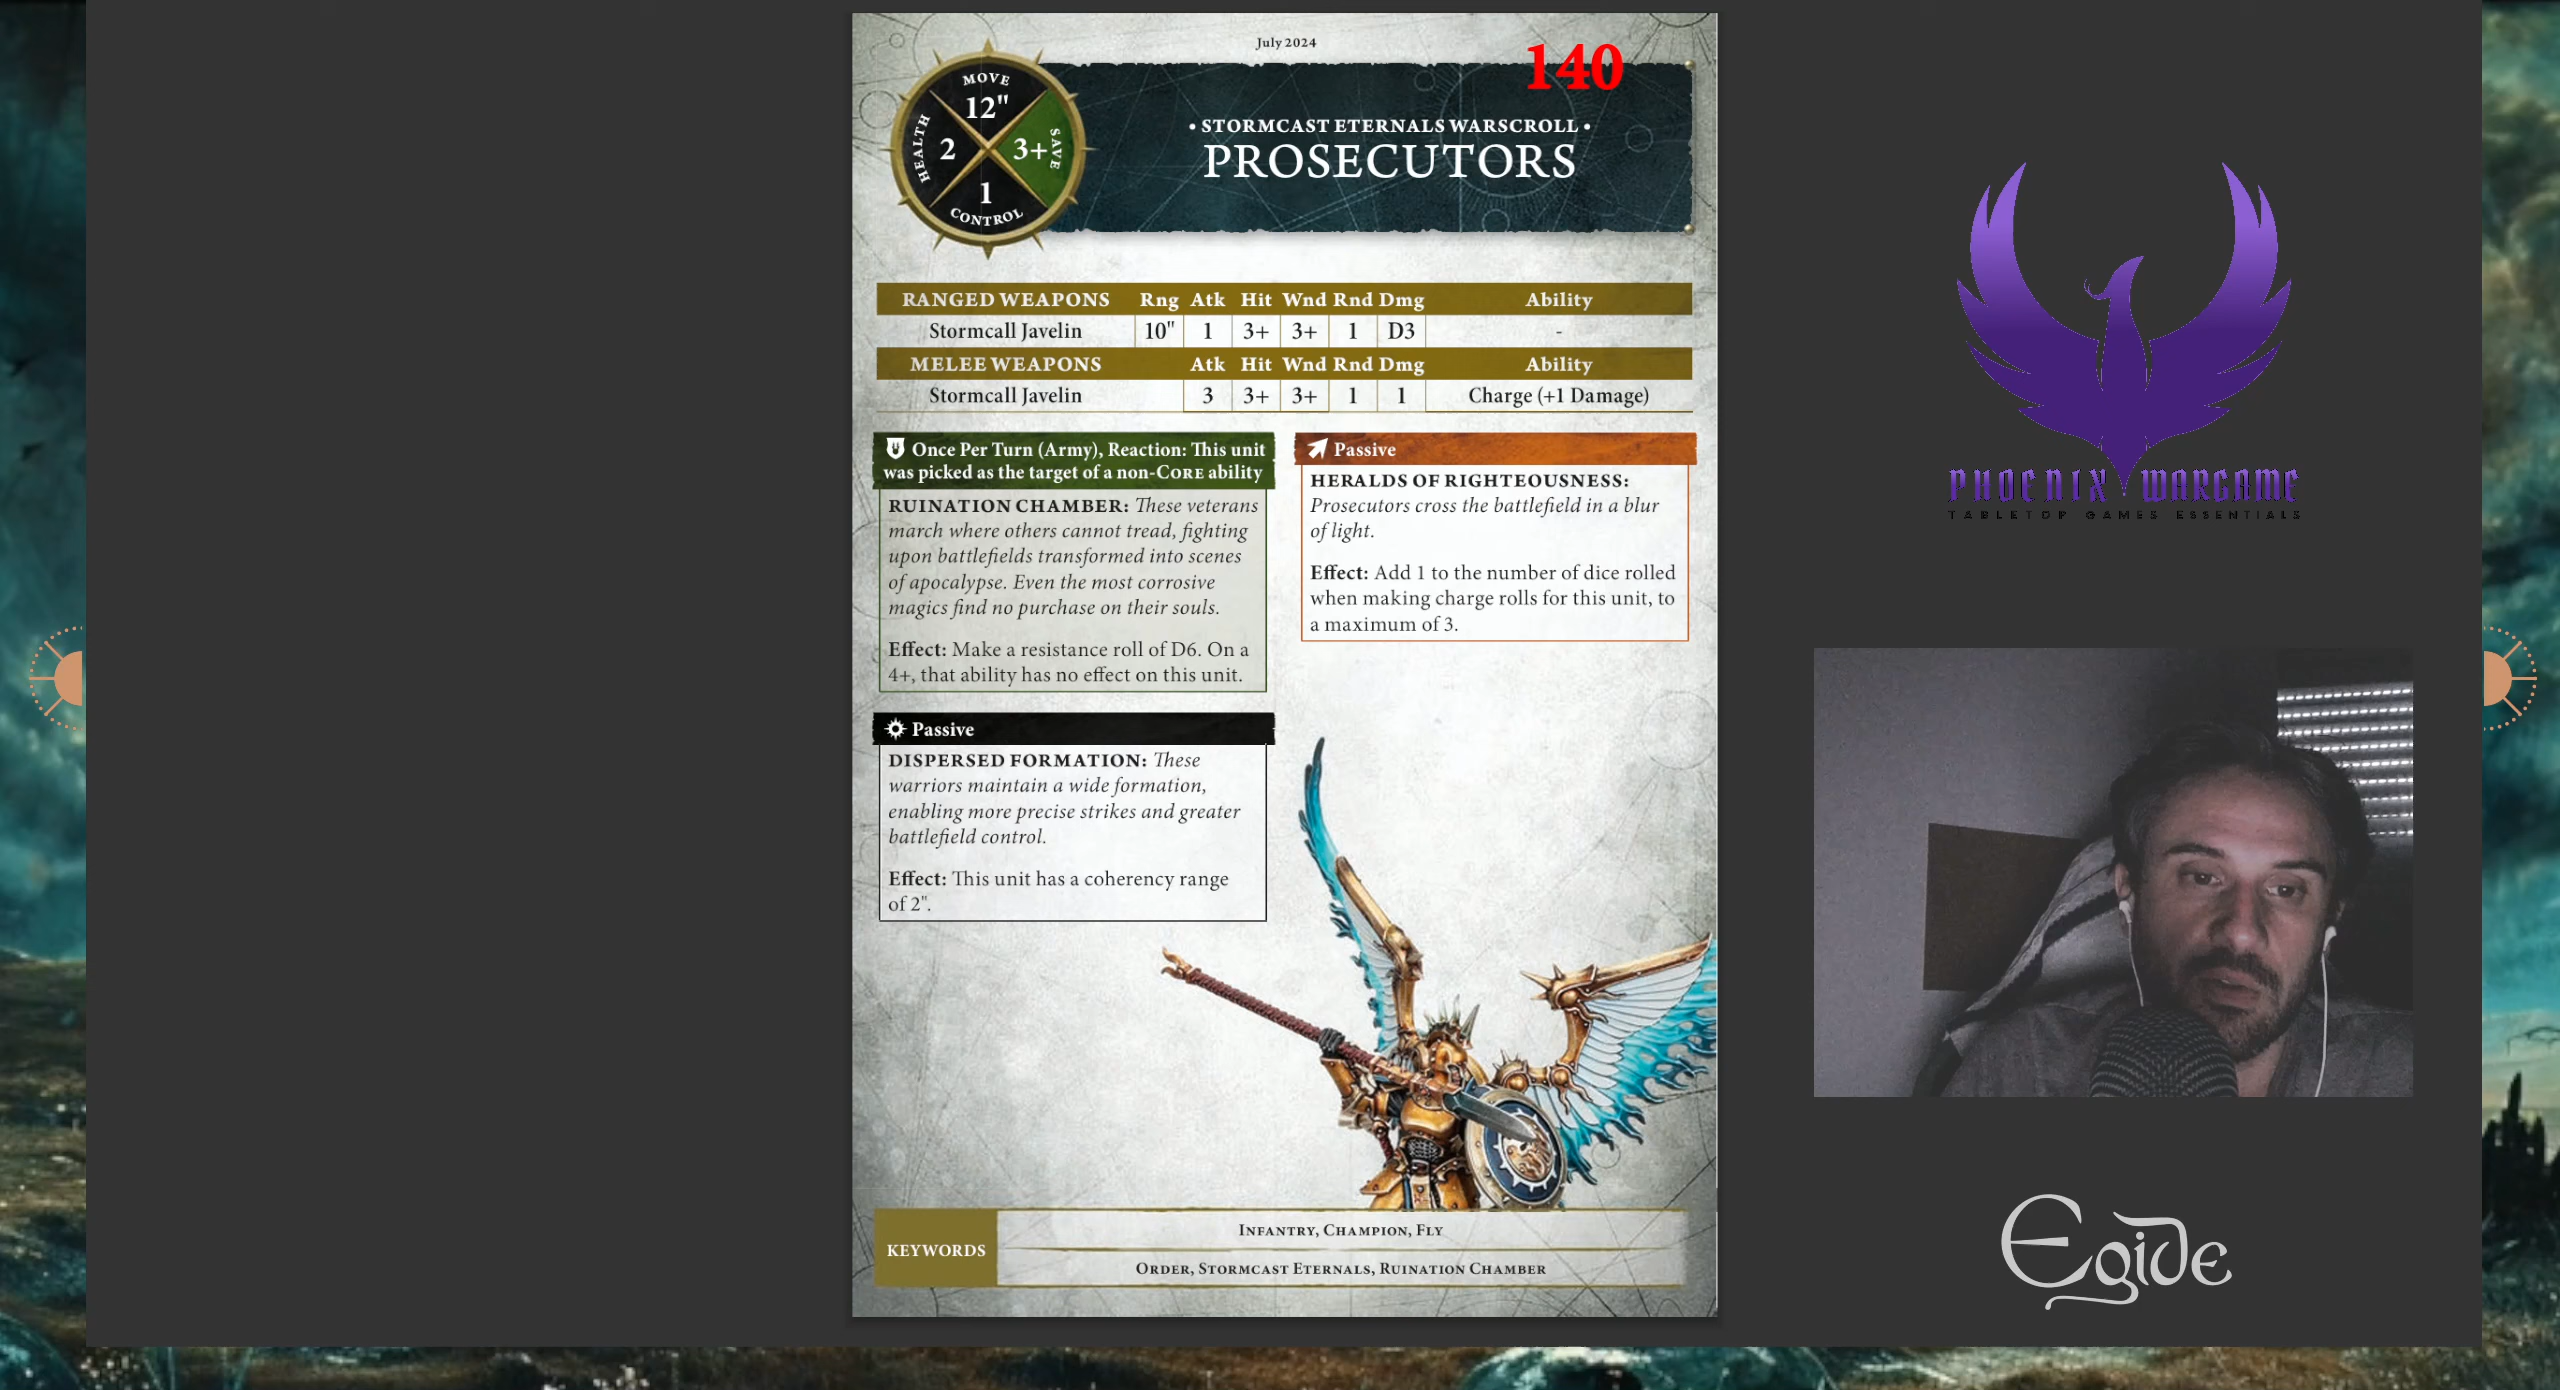 July 2024
140
MOVE
12"
HEALTH
2
3+
SAVE
1
CONTROL
• STORMCAST ETERNALS WARSCROLL •
PROSECUTORS
RANGED WEAPONS Rng Atk Hit Wnd Rnd Dmg Ability
Stormcall Javelin 10" 1 3+ 3+ 1 D3 -
MELEE WEAPONS Atk Hit Wnd Rnd Dmg Ability
Stormcall Javelin 3 3+ 3+ 1 1 Charge (+1 Damage)
Once Per Turn (Army), Reaction: This unit
was picked as the target of a non-CORE ability
RUINATION CHAMBER: These veterans
march where others cannot tread, fighting
upon battlefields transformed into scenes
of apocalypse. Even the most corrosive
magics find no purchase on their souls.
Effect: Make a resistance roll of D6. On a
4+, that ability has no effect on this unit.
Passive
DISPERSED FORMATION: These
warriors maintain a wide formation,
enabling more precise strikes and greater
battlefield control.
Effect: This unit has a coherency range
of 2".
Passive
HERALDS OF RIGHTEOUSNESS:
Prosecutors cross the battlefield in a blur
of light.
Effect: Add 1 to the number of dice rolled
when making charge rolls for this unit, to
a maximum of 3.
KEYWORDS
INFANTRY, CHAMPION, FLY
ORDER, STORMCAST ETERNALS, RUINATION CHAMBER
PHOENIX WARGAME
TABLETOP GAMES ESSENTIALS
Egide